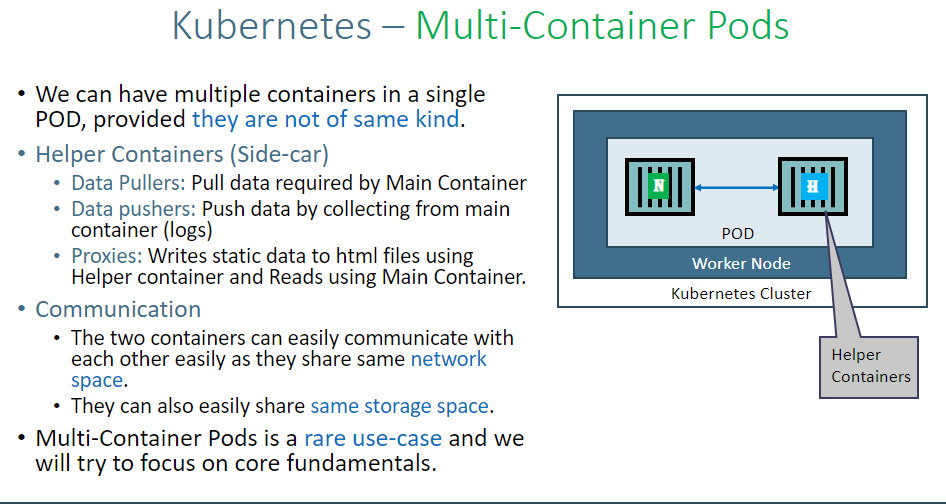 Kubernetes – Multi-Container Pods
• We can have multiple containers in a single
POD, provided they are not of same kind.
• Helper Containers (Side-car)
• Data Pullers: Pull data required by Main Container
• Data pushers: Push data by collecting from main
container (logs)
• Proxies: Writes static data to html files using
Helper container and Reads using Main Container.
• Communication
• The two containers can easily communicate with
each other easily as they share same network
space.
• They can also easily share same storage space.
• Multi-Container Pods is a rare use-case and we
will try to focus on core fundamentals.
N
H
POD
Worker Node
Kubernetes Cluster
Helper
Containers